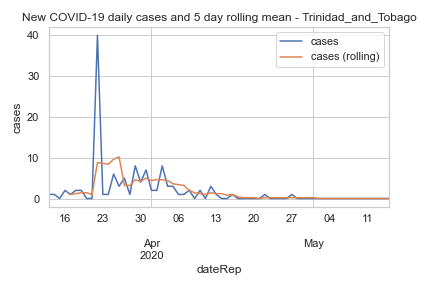 New COVID-19 daily cases and 5 day rolling mean - Trinidad_and_Tobago
cases
cases (rolling)
40
30
20
10
0
cases
16 23 30 06 13 20 27 04 11
Apr May
2020
dateRep